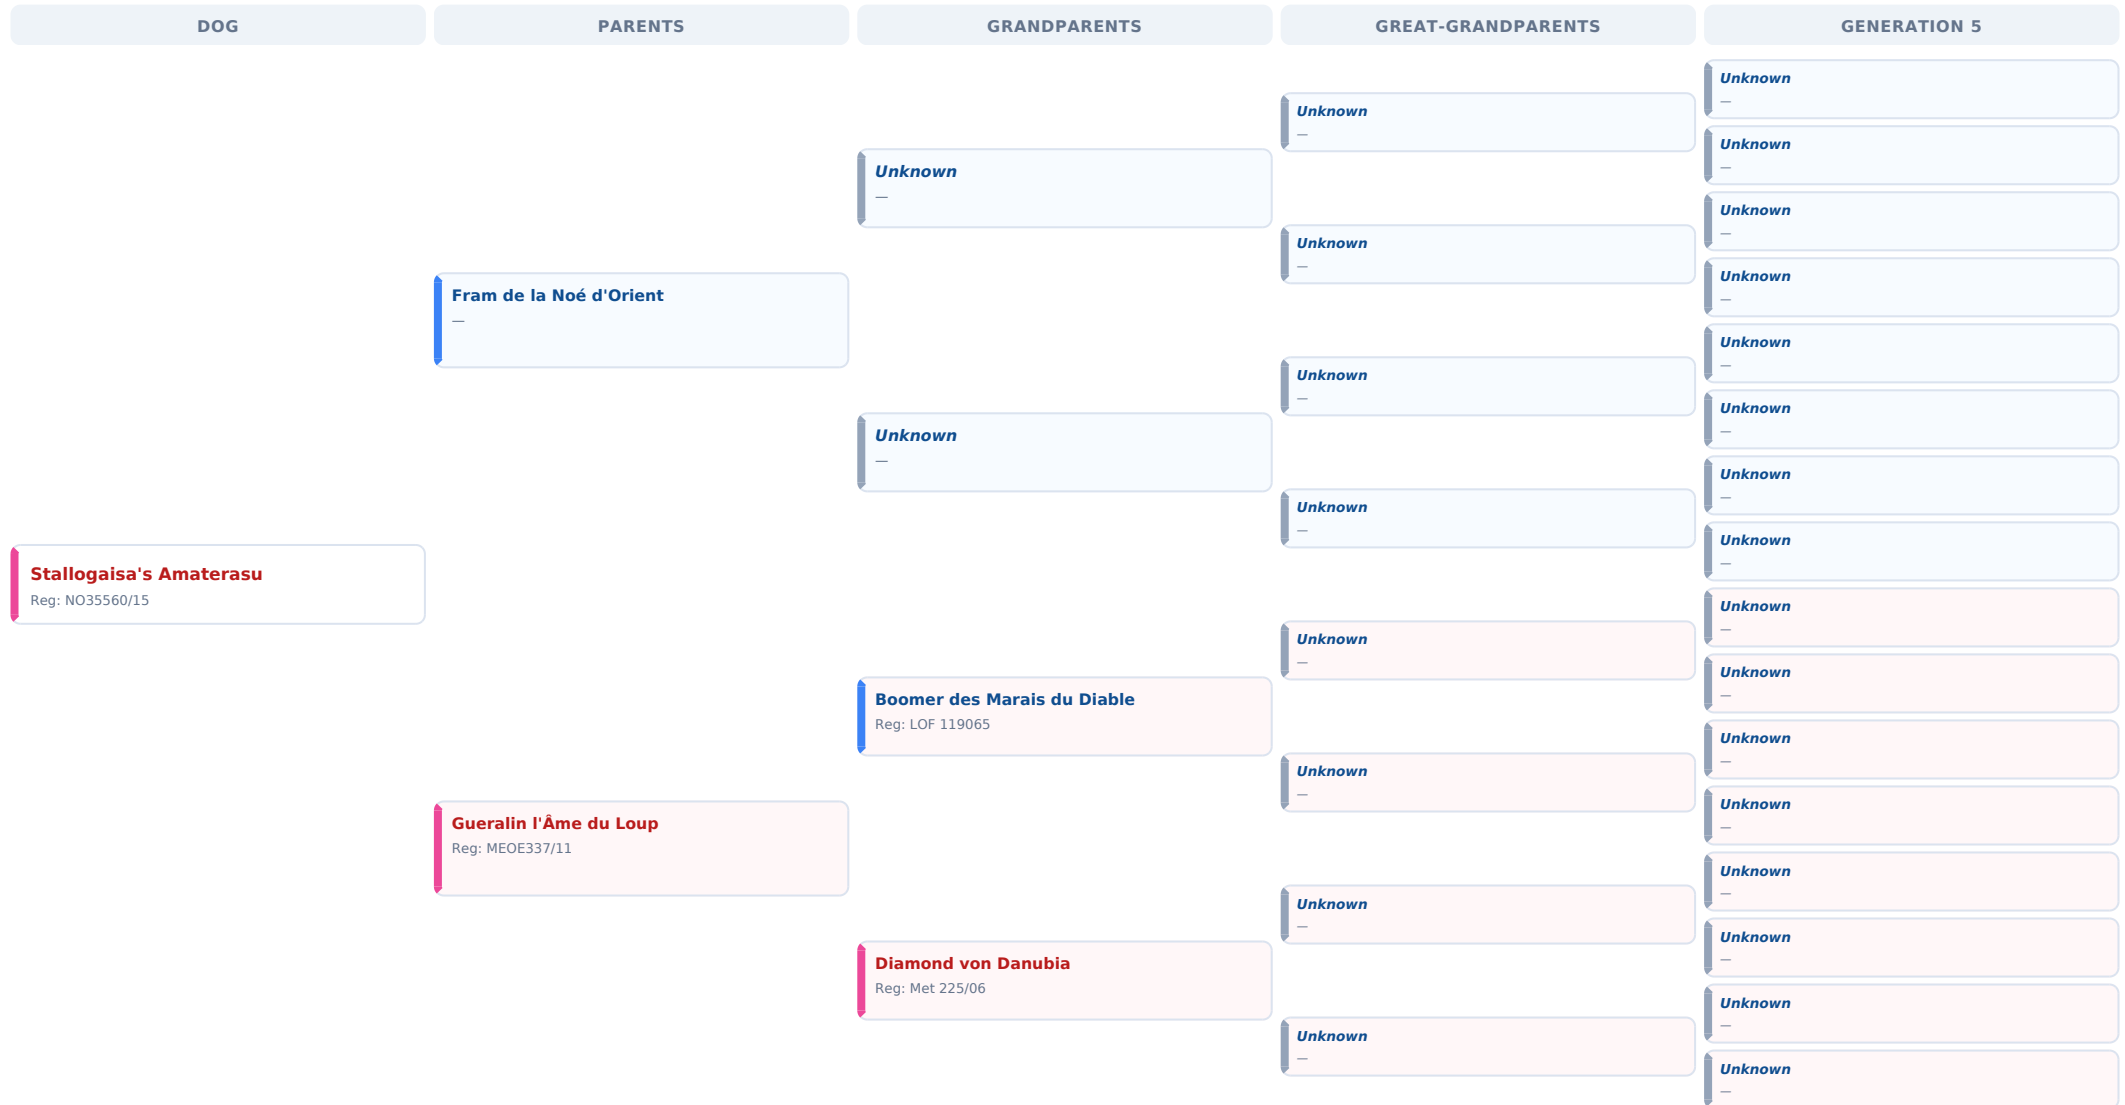 DOG
PARENTS
GRANDPARENTS
GREAT-GRANDPARENTS
GENERATION 5
Stallogaisa's Amaterasu
Reg: NO35560/15
Fram de la Noé d'Orient
—
Gueralin l'Âme du Loup
Reg: MEOE337/11
Unknown
—
Unknown
—
Boomer des Marais du Diable
Reg: LOF 119065
Diamond von Danubia
Reg: Met 225/06
Unknown
—
Unknown
—
Unknown
—
Unknown
—
Unknown
—
Unknown
—
Unknown
—
Unknown
—
Unknown
—
Unknown
—
Unknown
—
Unknown
—
Unknown
—
Unknown
—
Unknown
—
Unknown
—
Unknown
—
Unknown
—
Unknown
—
Unknown
—
Unknown
—
Unknown
—
Unknown
—
Unknown
—